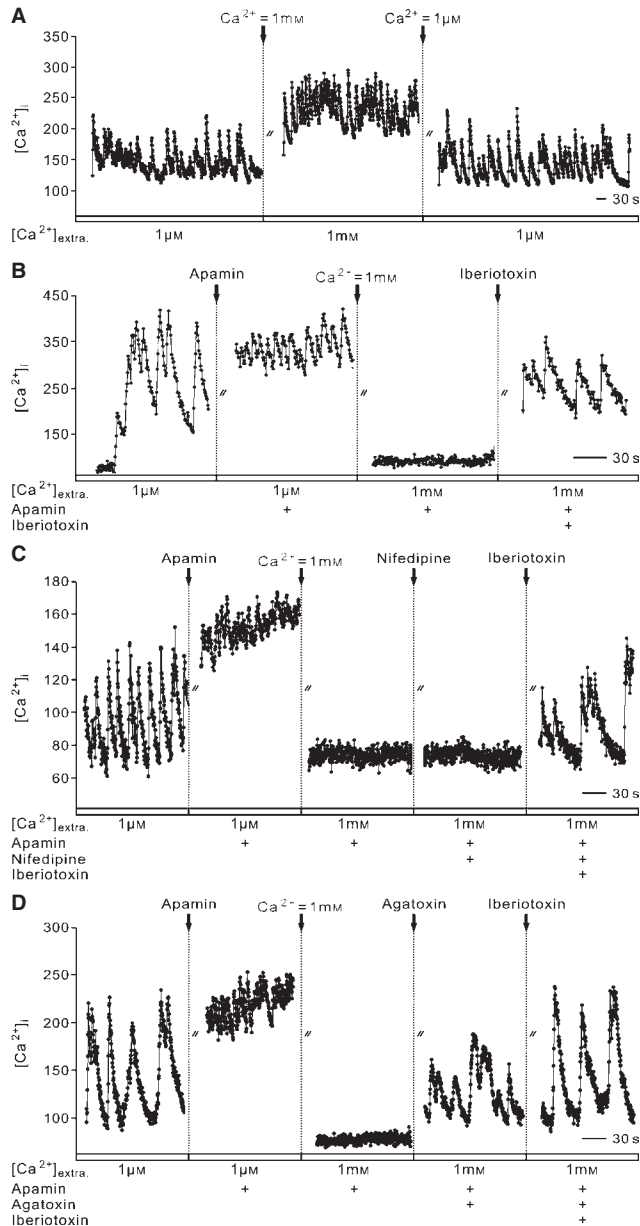 A
Ca²⁺ = 1mM Ca²⁺ = 1µM
350
300
250
200
150
100
[Ca²⁺]i
30 s
[Ca²⁺]extra. 1µM 1mM 1µM
B
Apamin Ca²⁺ = 1mM Iberiotoxin
450
350
250
150
[Ca²⁺]i
30 s
[Ca²⁺]extra. 1µM 1µM 1mM 1mM
Apamin + + +
Iberiotoxin +
C
Apamin Ca²⁺ = 1mM Nifedipine Iberiotoxin
180
160
140
120
100
80
60
[Ca²⁺]i
30 s
[Ca²⁺]extra. 1µM 1µM 1mM 1mM 1mM
Apamin + + + +
Nifedipine + +
Iberiotoxin +
D
Apamin Ca²⁺ = 1mM Agatoxin Iberiotoxin
300
250
200
150
100
[Ca²⁺]i
30 s
[Ca²⁺]extra. 1µM 1µM 1mM 1mM 1mM
Apamin + + + +
Agatoxin + +
Iberiotoxin +